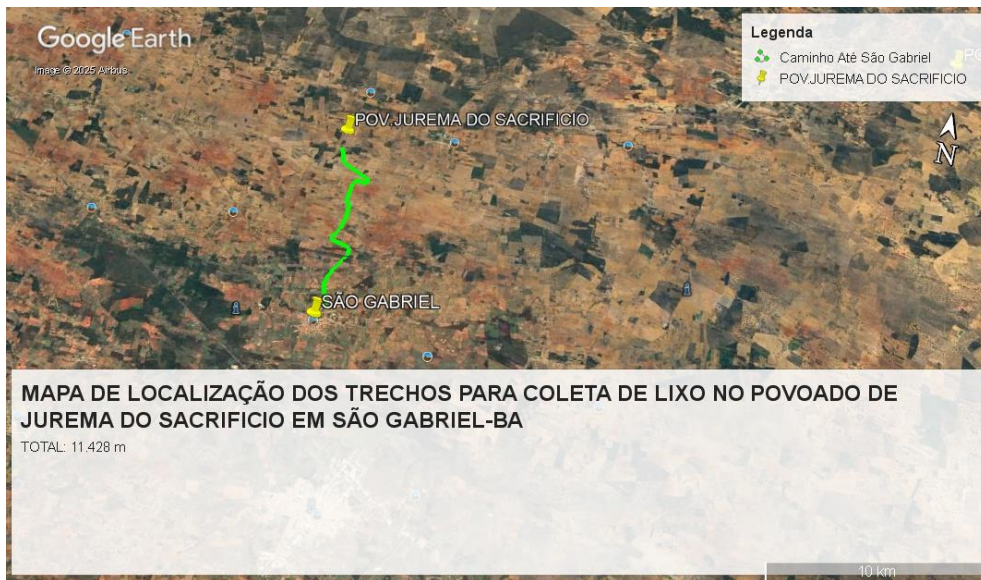 Google Earth
Image © 2025 Airbus
Legenda
Caminho Até São Gabriel
POV.JUREMA DO SACRIFICIO
POV.JUREMA DO SACRIFICIO
N
SÃO GABRIEL
MAPA DE LOCALIZAÇÃO DOS TRECHOS PARA COLETA DE LIXO NO POVOADO DE
JUREMA DO SACRIFICIO EM SÃO GABRIEL-BA
TOTAL: 11.428 m
10 km